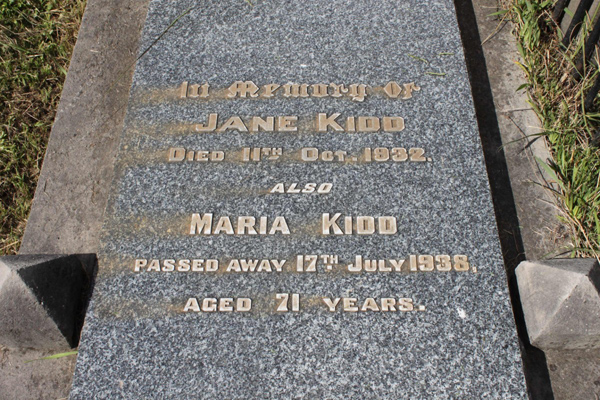 In Memory of
JANE KIDD
DIED 11TH OCT. 1932.
ALSO
MARIA KIDD
PASSED AWAY 17TH JULY 1938,
AGED 71 YEARS.